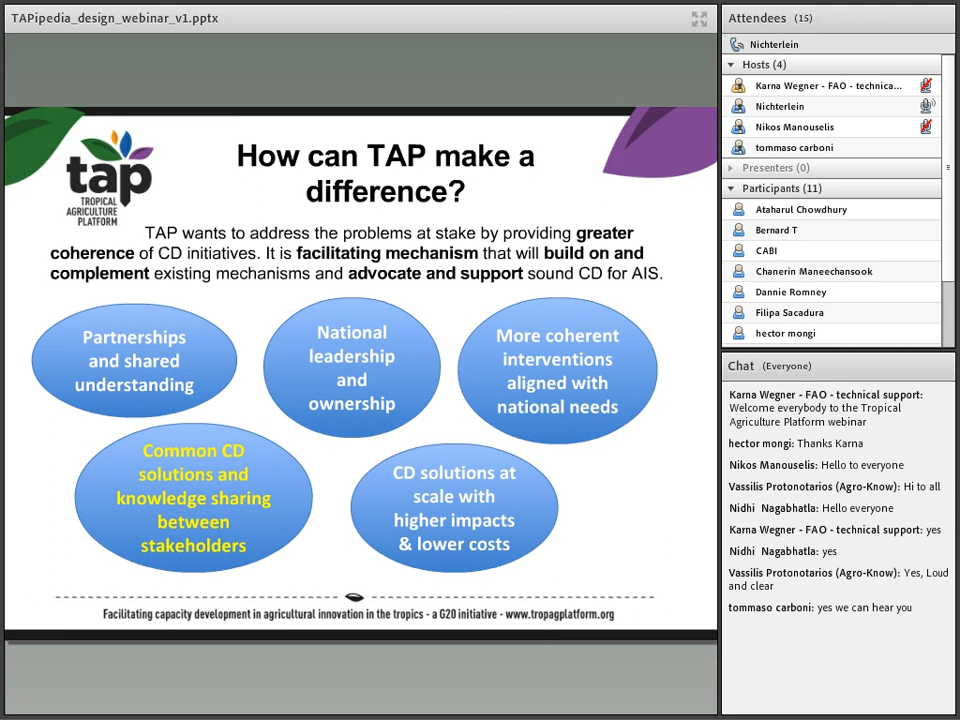 TAPipedia_design_webinar_v1.pptx
tap
TROPICAL
AGRICULTURE
PLATFORM
How can TAP make a
difference?
TAP wants to address the problems at stake by providing greater
coherence of CD initiatives. It is facilitating mechanism that will build on and
complement existing mechanisms and advocate and support sound CD for AIS.
Partnerships
and shared
understanding
National
leadership
and
ownership
More coherent
interventions
aligned with
national needs
Common CD
solutions and
knowledge sharing
between
stakeholders
CD solutions at
scale with
higher impacts
& lower costs
Facilitating capacity development in agricultural innovation in the tropics - a G20 initiative - www.tropagplatform.org
Attendees (15)
Nichterlein
Hosts (4)
Karna Wegner - FAO - technica...
Nichterlein
Nikos Manouselis
tommaso carboni
Presenters (0)
Participants (11)
Ataharul Chowdhury
Bernard T
CABI
Chanerin Maneechansook
Dannie Romney
Filipa Sacadura
hector mongi
Chat (Everyone)
Karna Wegner - FAO - technical support:
Welcome everybody to the Tropical
Agriculture Platform webinar
hector mongi: Thanks Karna
Nikos Manouselis: Hello to everyone
Vassilis Protonotarios (Agro-Know): Hi to all
Nidhi Nagabhatla: Hello everyone
Karna Wegner - FAO - technical support: yes
Nidhi Nagabhatla: yes
Vassilis Protonotarios (Agro-Know): Yes, Loud
and clear
tommaso carboni: yes we can hear you